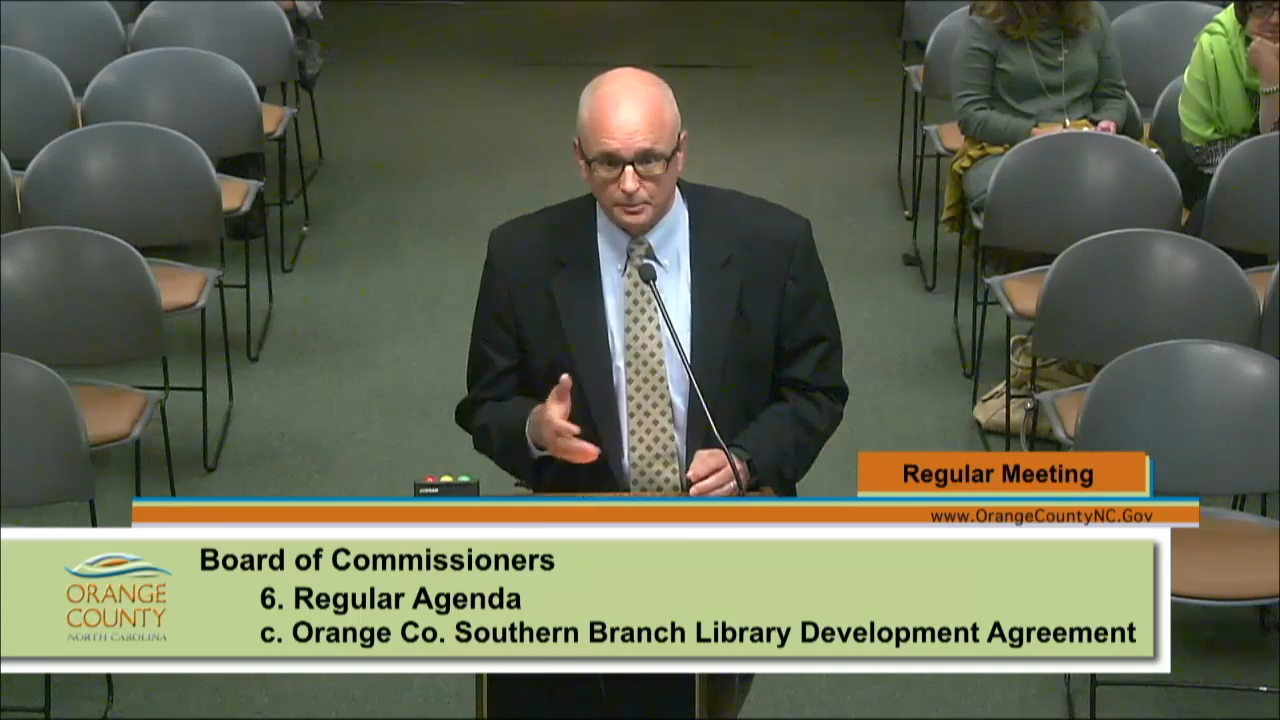 Regular Meeting
www.OrangeCountyNC.Gov
Board of Commissioners
ORANGE
COUNTY
NORTH CAROLINA
6. Regular Agenda
c. Orange Co. Southern Branch Library Development Agreement